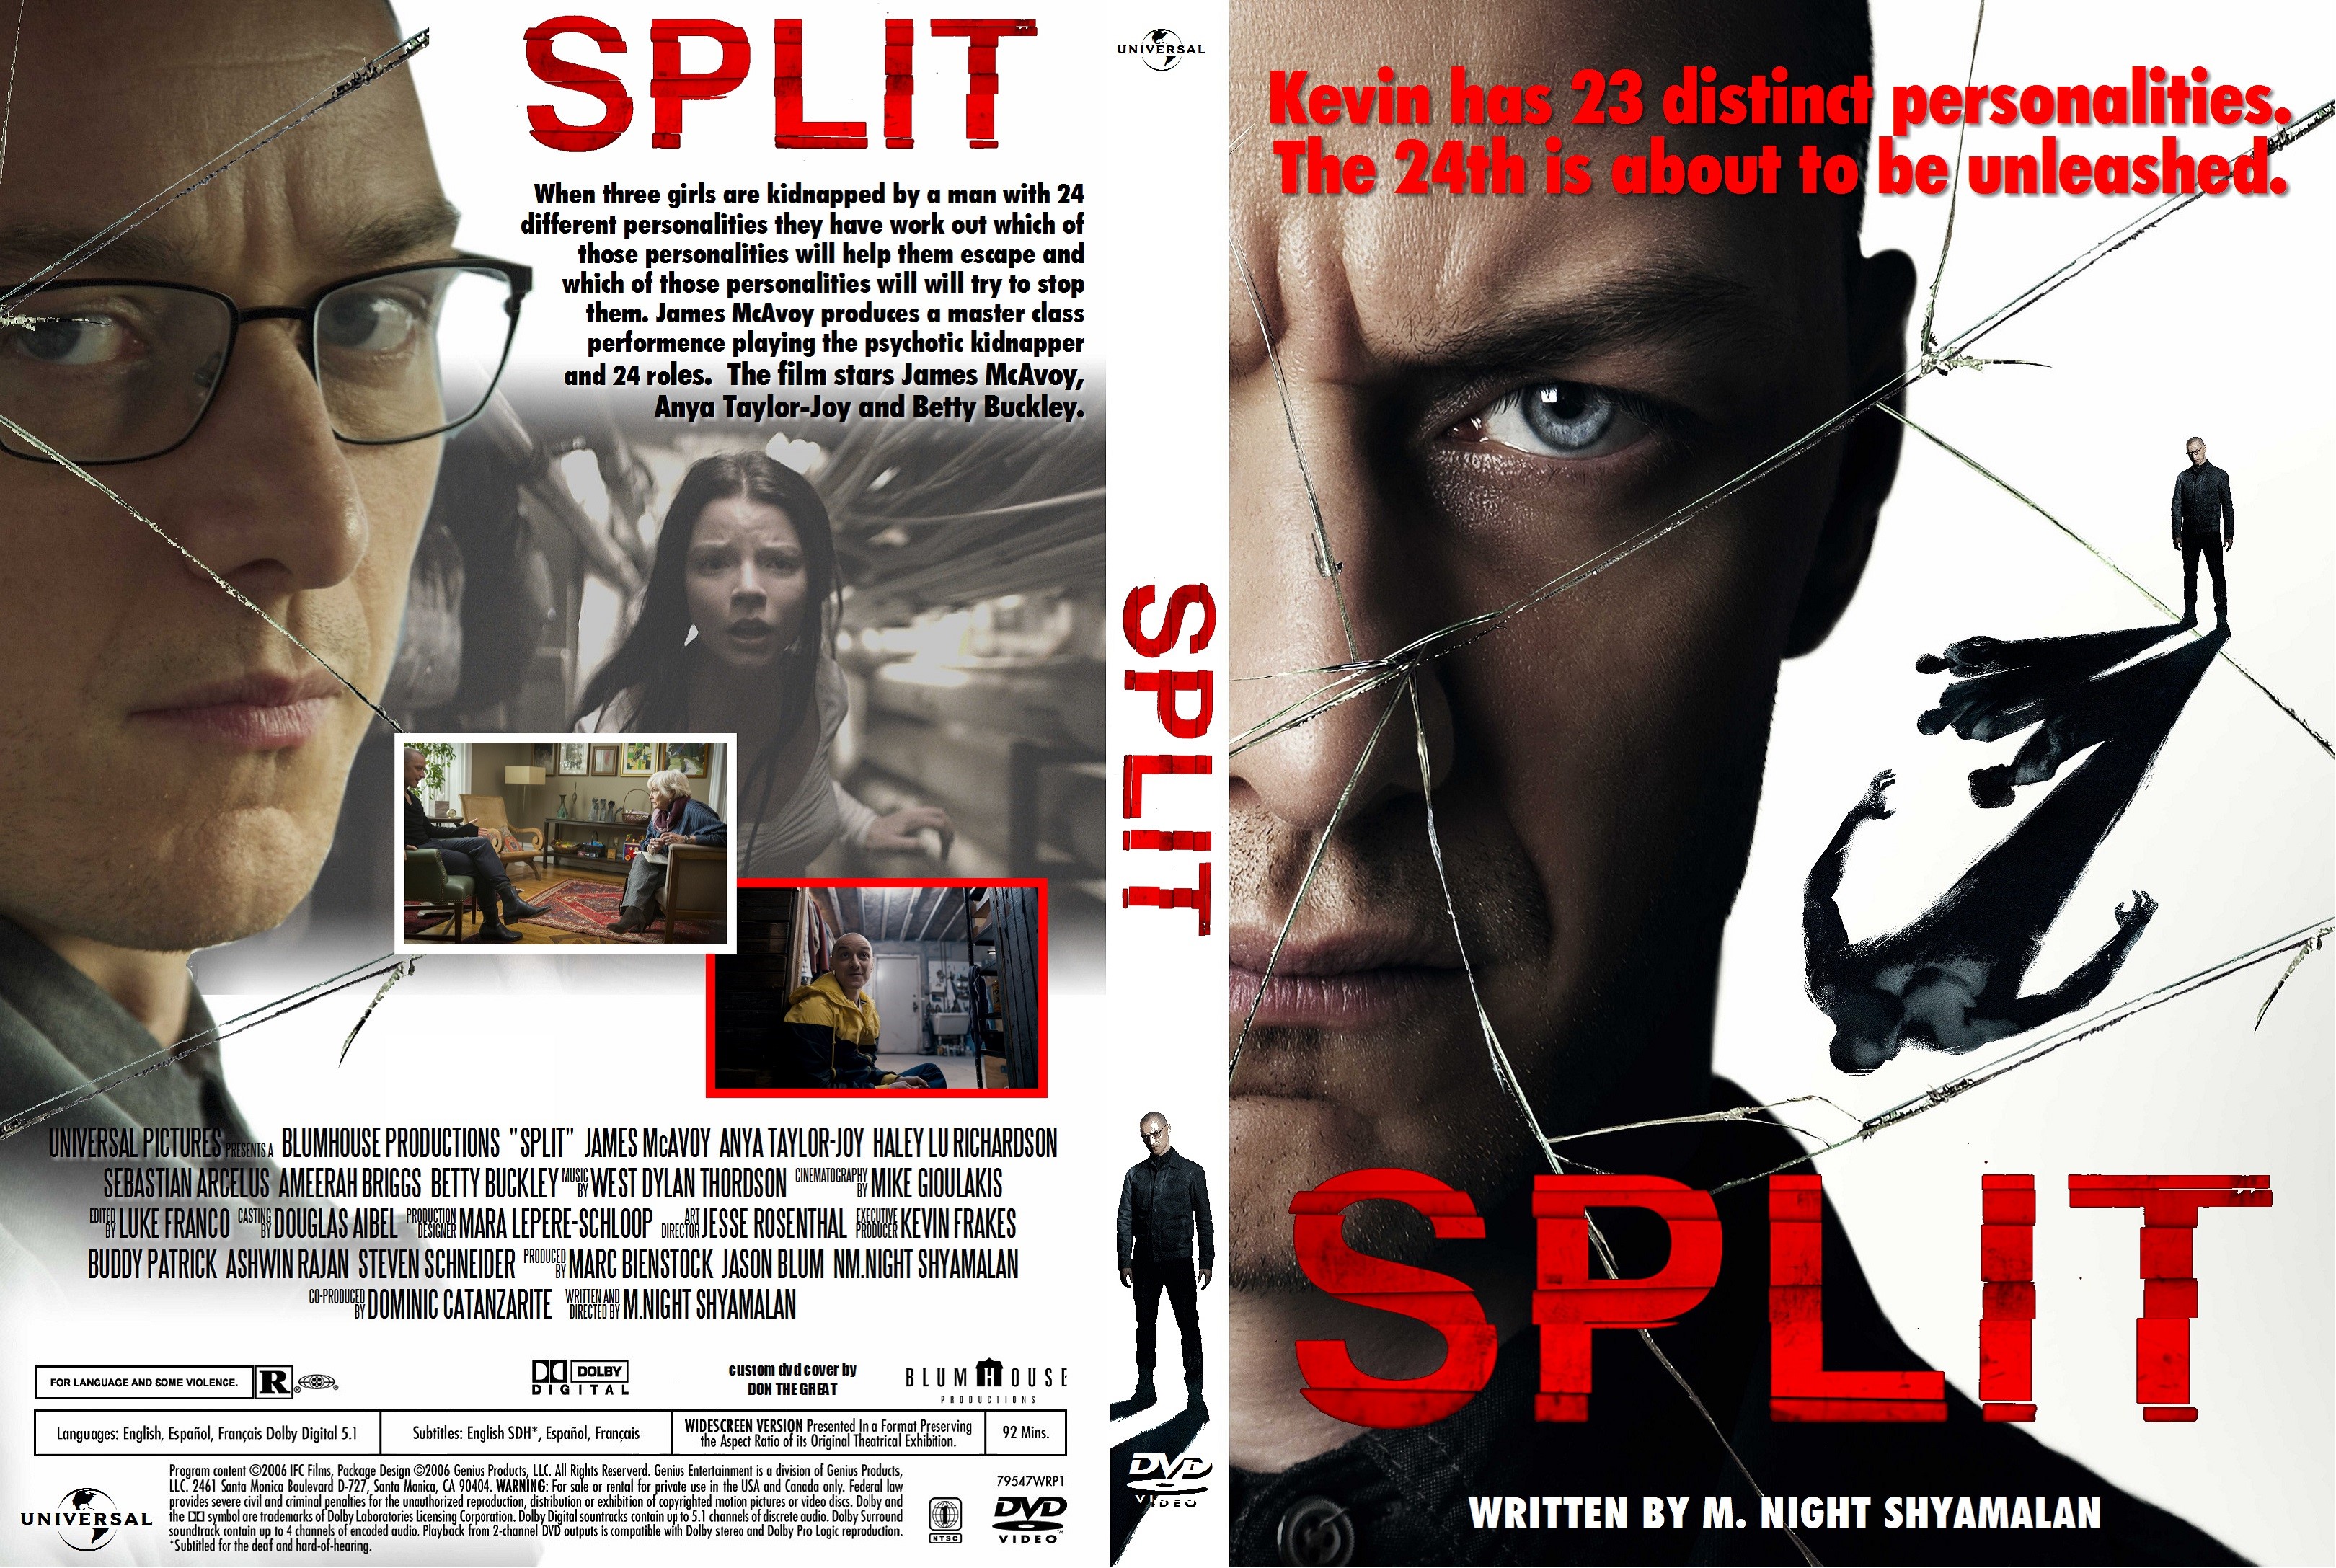 SPLIT
When three girls are kidnapped by a man with 24
different personalities they have work out which of
those personalities will help them escape and
which of those personalities will will try to stop
them. James McAvoy produces a master class
performence playing the psychotic kidnapper
and 24 roles. The film stars James McAvoy,
Anya Taylor-Joy and Betty Buckley.
UNIVERSAL PICTURES PRESENTS A BLUMHOUSE PRODUCTIONS "SPLIT" JAMES McAVOY ANYA TAYLOR-JOY HALEY LU RICHARDSON
SEBASTIAN ARCELUS AMEERAH BRIGGS BETTY BUCKLEY MUSIC BY WEST DYLAN THORDSON CINEMATOGRAPHY BY MIKE GIOULAKIS
EDITED BY LUKE FRANCO CASTING BY DOUGLAS AIBEL PRODUCTION DESIGNER MARA LEPERE-SCHLOOP ART DIRECTOR JESSE ROSENTHAL EXECUTIVE PRODUCER KEVIN FRAKES
BUDDY PATRICK ASHWIN RAJAN STEVEN SCHNEIDER PRODUCED BY MARC BIENSTOCK JASON BLUM NM.NIGHT SHYAMALAN
CO-PRODUCED BY DOMINIC CATANZARITE WRITTEN AND DIRECTED BY M.NIGHT SHYAMALAN
FOR LANGUAGE AND SOME VIOLENCE. R ®
DOLBY
DIGITAL
custom dvd cover by
DON THE GREAT
BLUMHOUSE
PRODUCTIONS
Languages: English, Español, Français Dolby Digital 5.1
Subtitles: English SDH*, Español, Français
WIDESCREEN VERSION Presented In a Format Preserving
the Aspect Ratio of its Original Theatrical Exhibition.
92 Mins.
UNIVERSAL
Program content ©2006 IFC Films, Package Design ©2006 Genius Products, LLC. All Rights Reserverd. Genius Entertainment is a division of Genius Products,
LLC. 2461 Santa Monica Boulevard D-727, Santa Monica, CA 90404. WARNING: For sale or rental for private use in the USA and Canada only. Federal law
provides severe civil and criminal penalties for the unauthorized reproduction, distribution or exhibition of copyrighted motion pictures or video discs. Dolby and
the symbol are trademarks of Dolby Laboratories Licensing Corporation. Dolby Digital sountracks contain up to 5.1 channels of discrete audio. Dolby Surround
soundtrack contain up to 4 channels of encoded audio. Playback from 2-channel DVD outputs is compatible with Dolby stereo and Dolby Pro Logic reproduction.
*Subtitled for the deaf and hard-of-hearing.
1
NTSC
79547WRP1
DVD
VIDEO™
UNIVERSAL
SPLIT
DVD
VIDEO
Kevin has 23 distinct personalities.
The 24th is about to be unleashed.
SPLIT
WRITTEN BY M. NIGHT SHYAMALAN